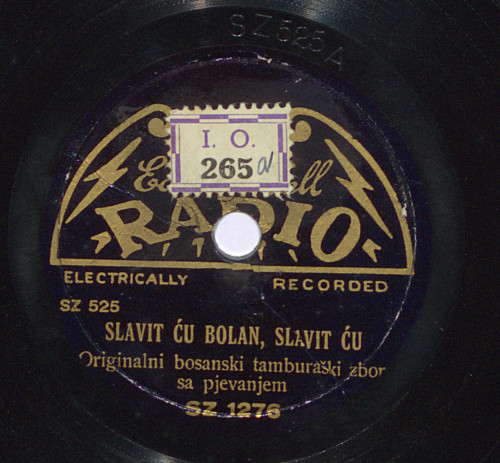 SZ 525 A
I. O.
265 a
RADIO
ELECTRICALLY RECORDED
SZ 525
SLAVIT ĆU BOLAN, SLAVIT ĆU
Originalni bosanski tamburaški zbor
sa pjevanjem
SZ 1276